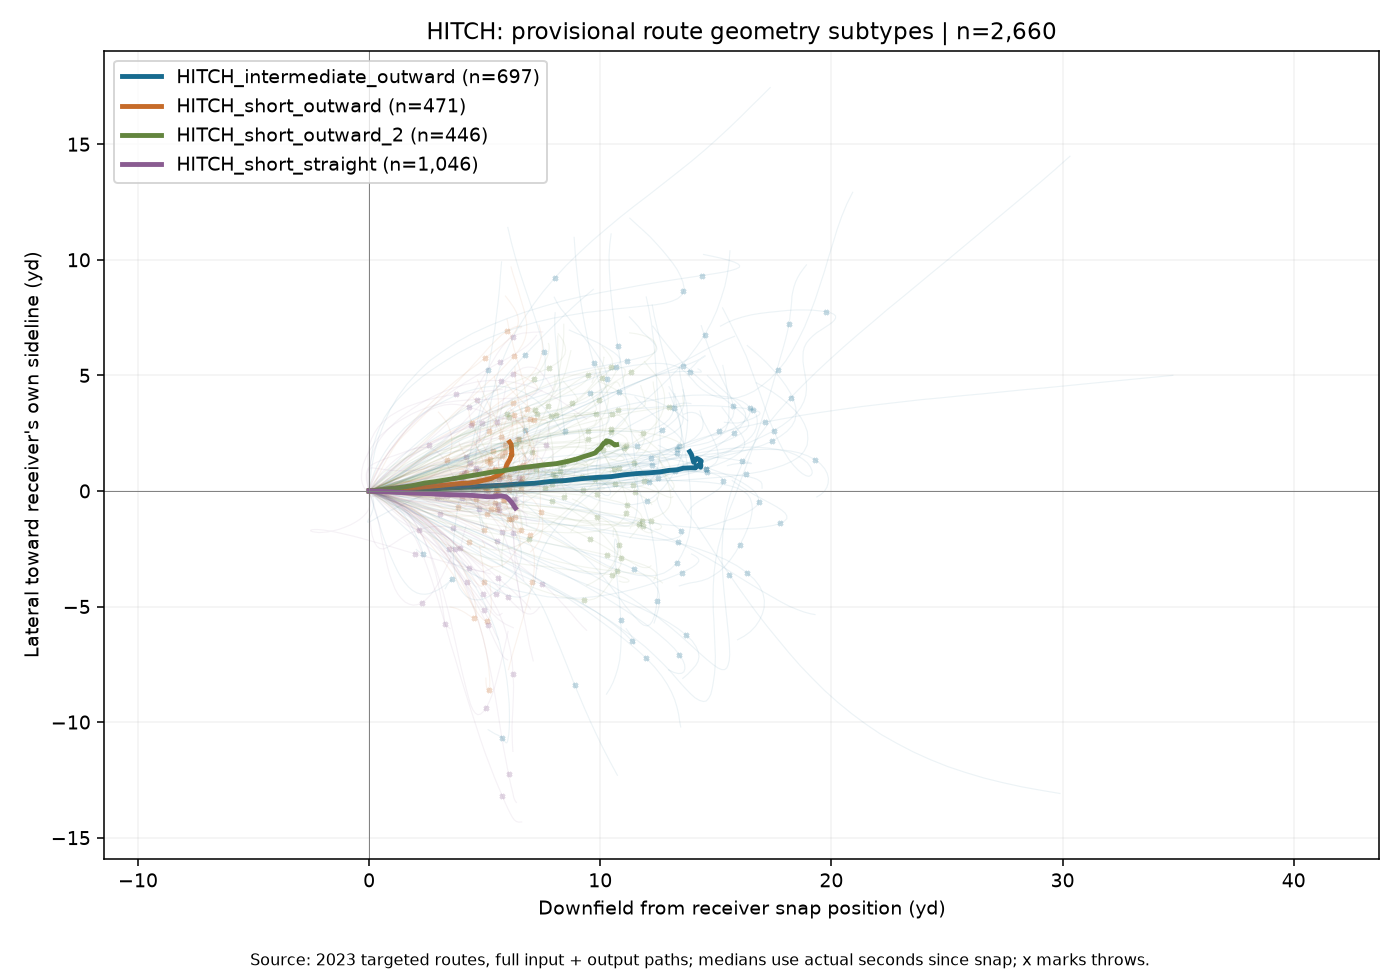 HITCH: provisional route geometry subtypes | n=2,660
HITCH_intermediate_outward (n=697)
HITCH_short_outward (n=471)
HITCH_short_outward_2 (n=446)
HITCH_short_straight (n=1,046)
Lateral toward receiver's own sideline (yd)
15
10
5
0
−5
−10
−15
−10
0
10
20
30
40
Downfield from receiver snap position (yd)
Source: 2023 targeted routes, full input + output paths; medians use actual seconds since snap; x marks throws.